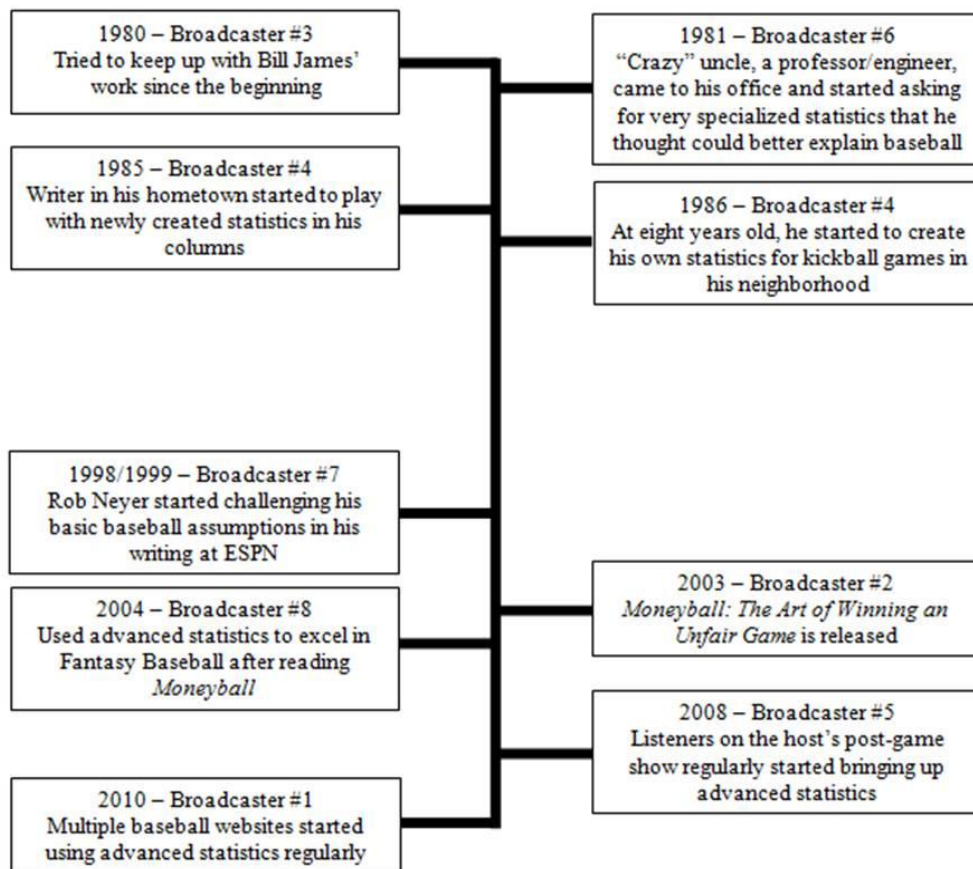 1980 – Broadcaster #3
Tried to keep up with Bill James’
work since the beginning
1981 – Broadcaster #6
“Crazy” uncle, a professor/engineer,
came to his office and started asking
for very specialized statistics that he
thought could better explain baseball
1985 – Broadcaster #4
Writer in his hometown started to play
with newly created statistics in his
columns
1986 – Broadcaster #4
At eight years old, he started to create
his own statistics for kickball games in
his neighborhood
1998/1999 – Broadcaster #7
Rob Neyer started challenging his
basic baseball assumptions in his
writing at ESPN
2003 – Broadcaster #2
Moneyball: The Art of Winning an
Unfair Game is released
2004 – Broadcaster #8
Used advanced statistics to excel in
Fantasy Baseball after reading
Moneyball
2008 – Broadcaster #5
Listeners on the host’s post-game
show regularly started bringing up
advanced statistics
2010 – Broadcaster #1
Multiple baseball websites started
using advanced statistics regularly